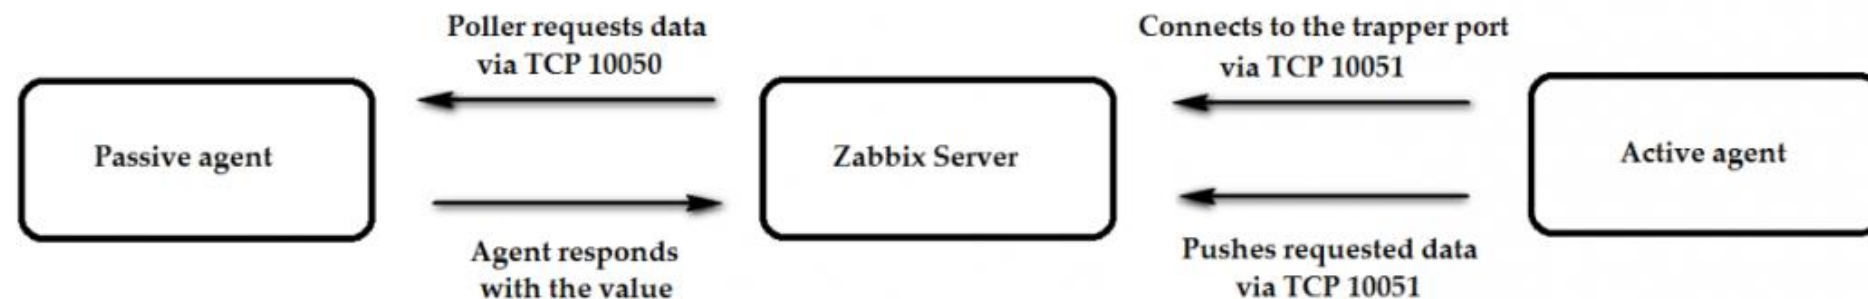 Poller requests data
via TCP 10050
Connects to the trapper port
via TCP 10051
Passive agent
Zabbix Server
Active agent
Agent responds
with the value
Pushes requested data
via TCP 10051